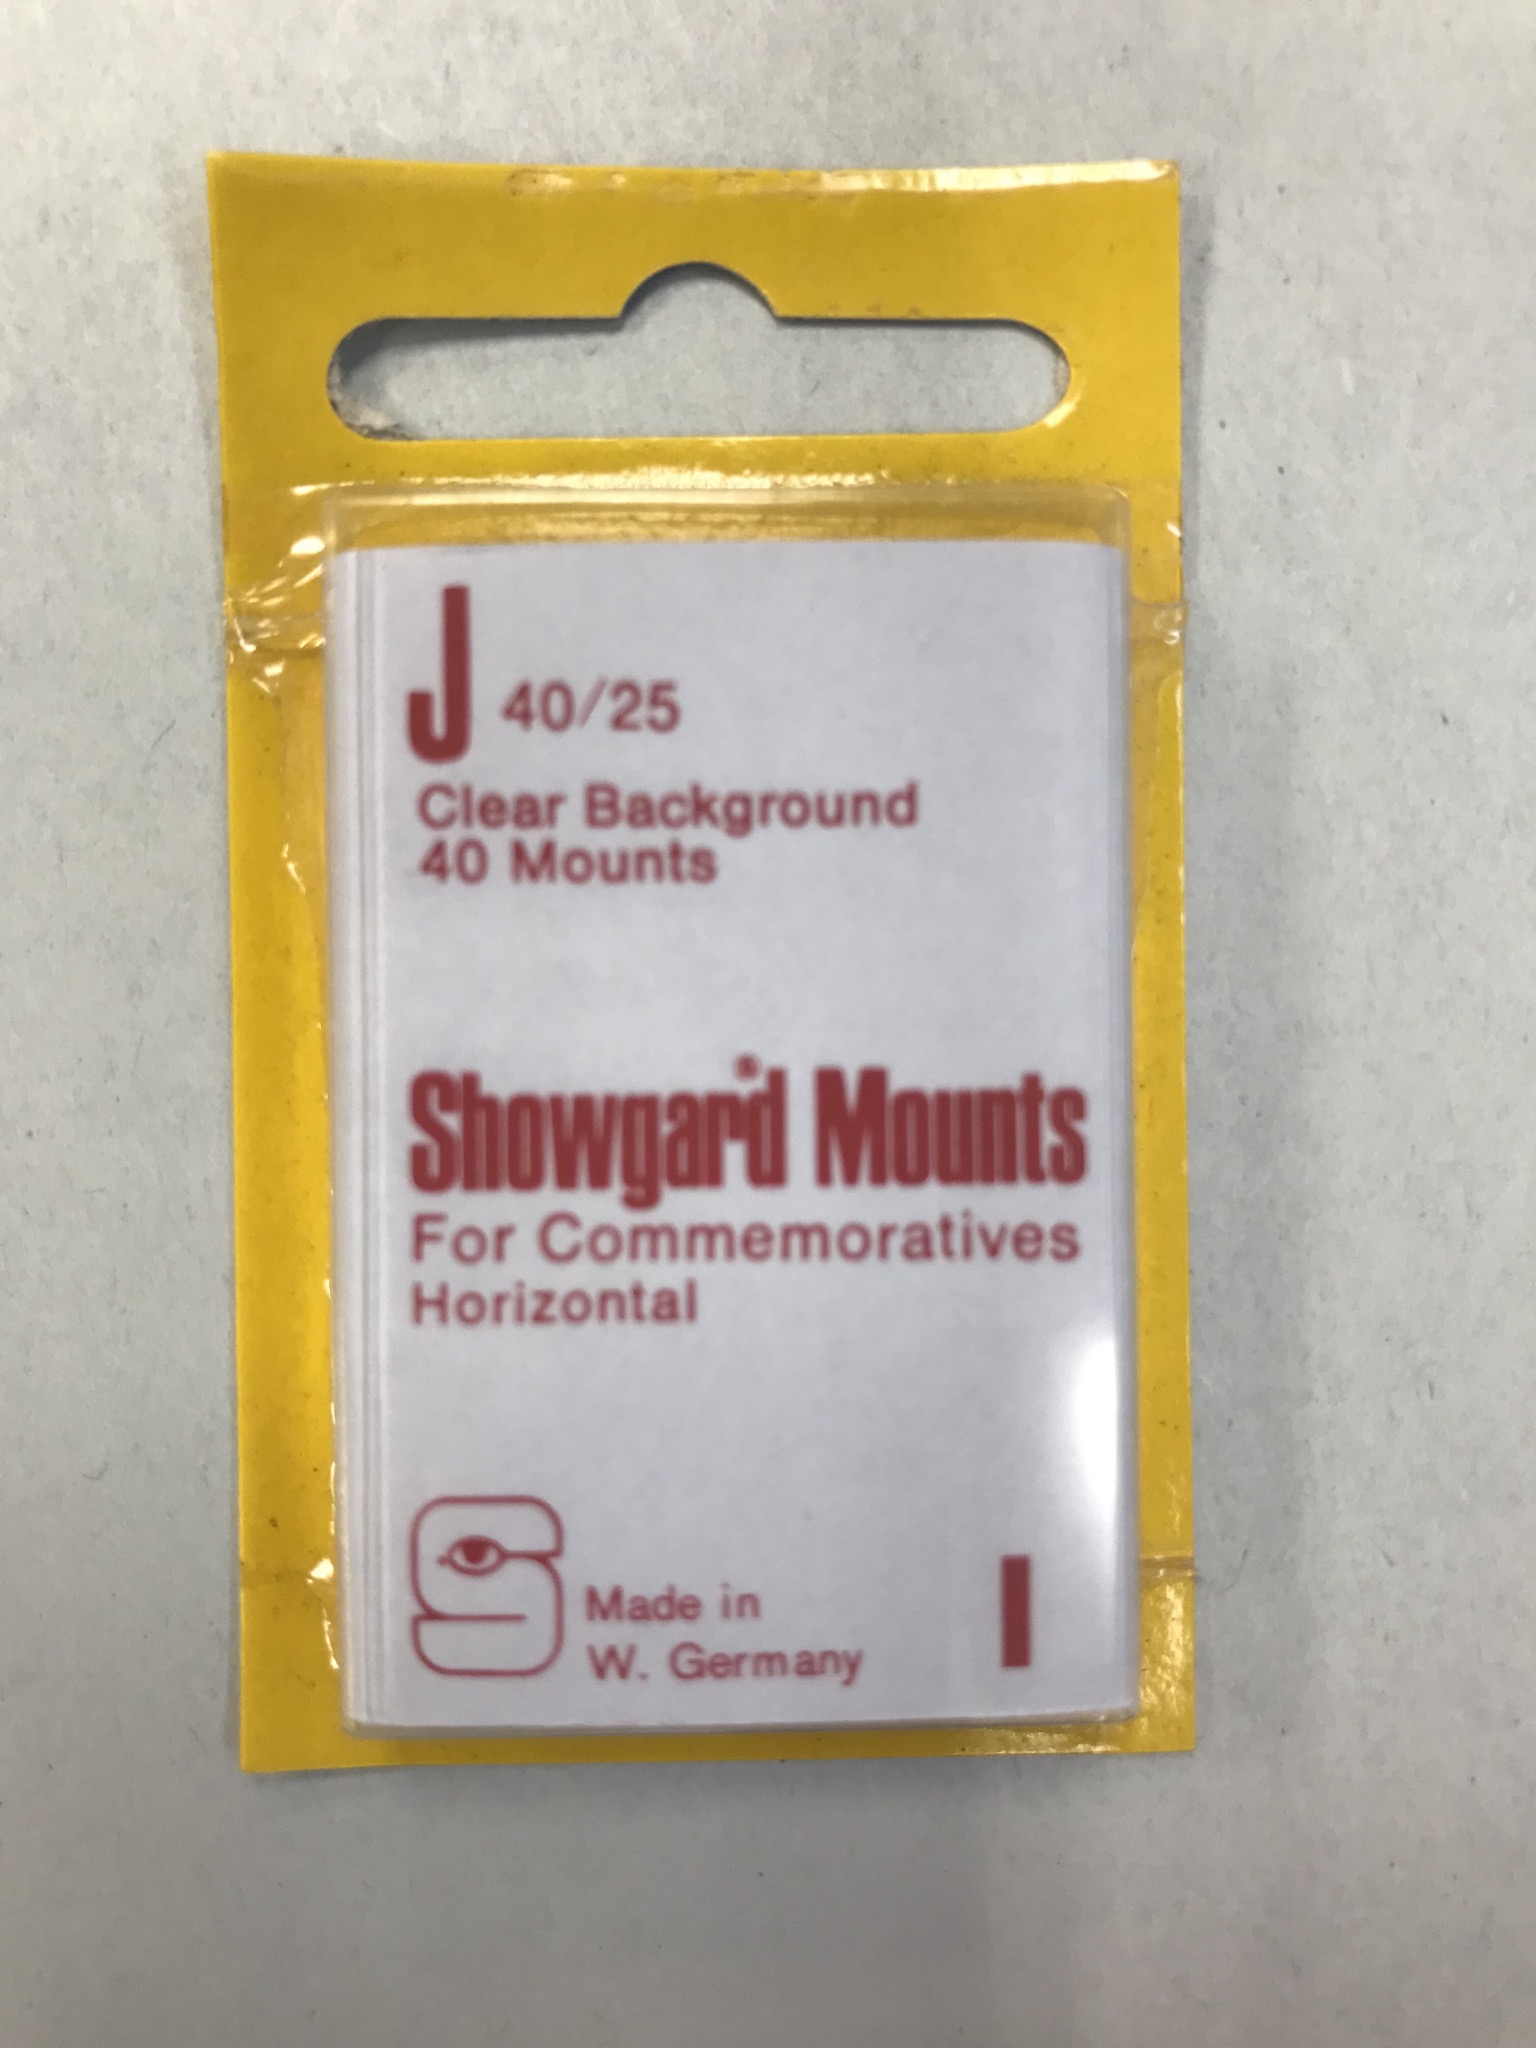 J 40/25
Clear Background
40 Mounts
Showgard® Mounts
For Commemoratives
Horizontal
Made in
W. Germany